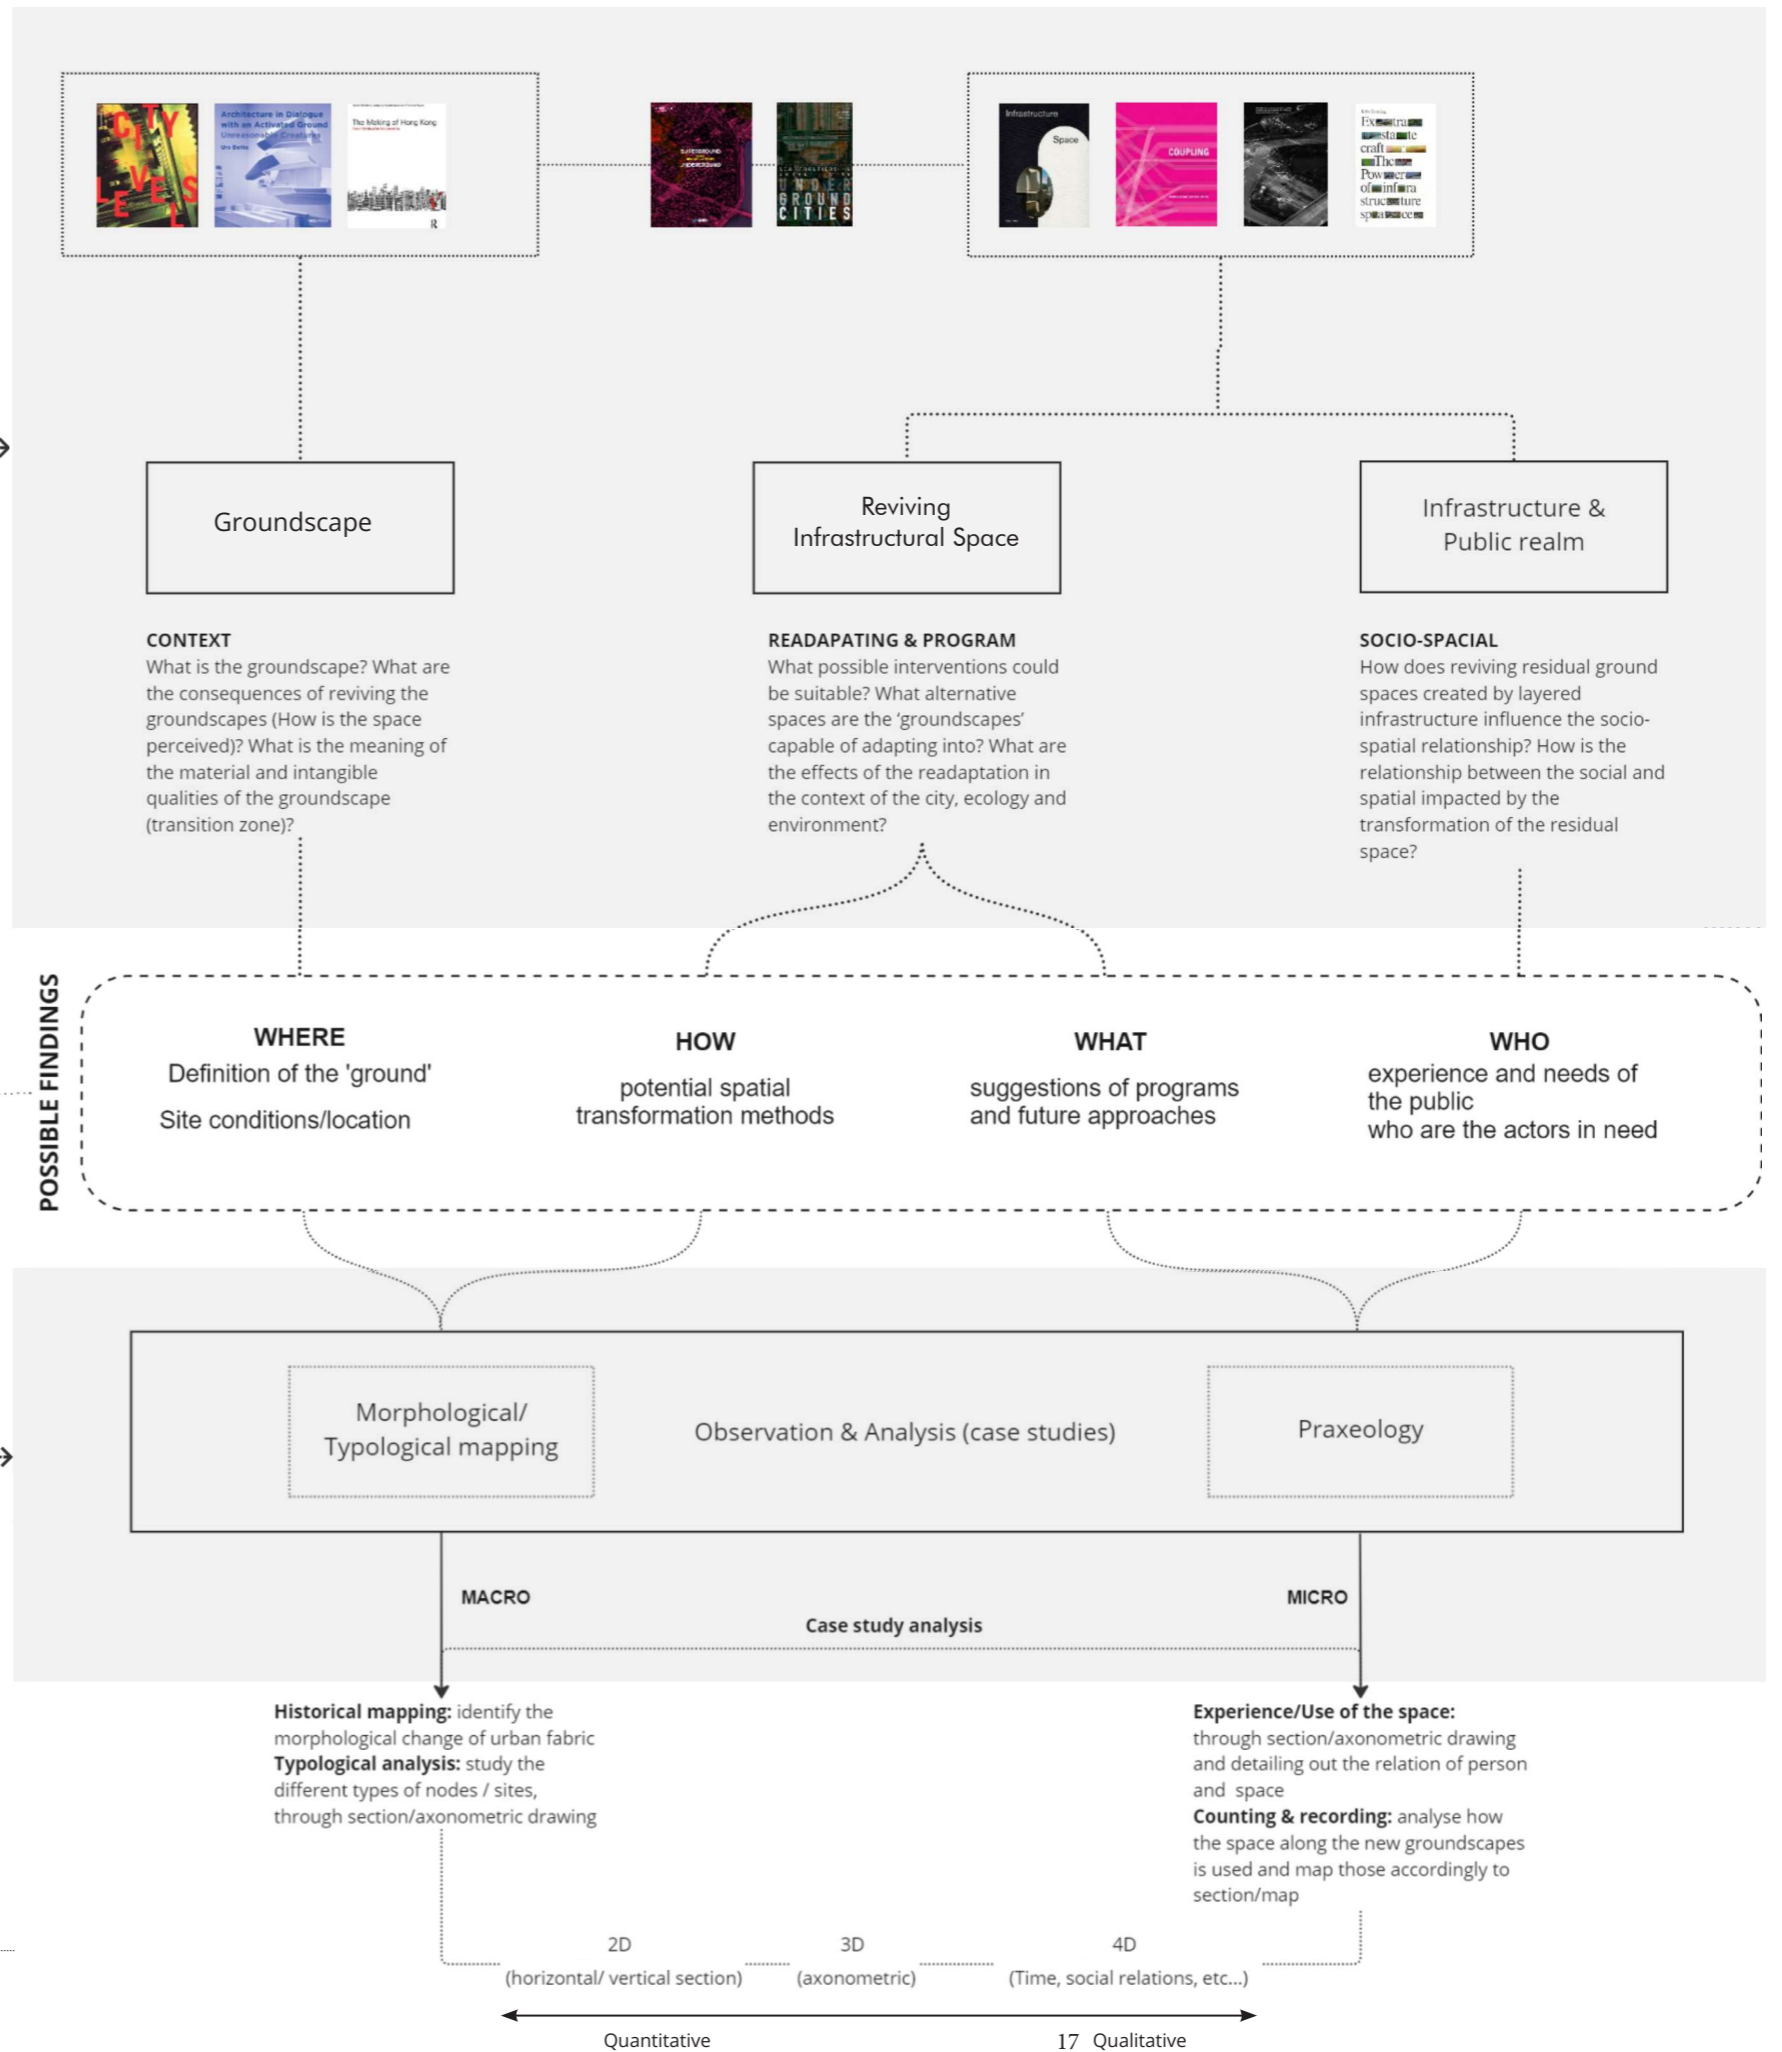 CITY
LEVELS
Architecture in Dialogue
with an Activated Ground
Unreasonable Creatures
Urs Bette
The Making of Hong Kong
R
UNDER
GROUND
CITIES
Infrastructure
Space
COUPLING
Groundscape
Reviving
Infrastructural Space
Infrastructure &
Public realm
CONTEXT
What is the groundscape? What are
the consequences of reviving the
groundscapes (How is the space
perceived)? What is the meaning of
the material and intangible
qualities of the groundscape
(transition zone)?
READAPATING & PROGRAM
What possible interventions could
be suitable? What alternative
spaces are the ‘groundscapes’
capable of adapting into? What are
the effects of the readaptation in
the context of the city, ecology and
environment?
SOCIO-SPACIAL
How does reviving residual ground
spaces created by layered
infrastructure influence the socio-
spatial relationship? How is the
relationship between the social and
spatial impacted by the
transformation of the residual
space?
POSSIBLE FINDINGS
WHERE
Definition of the 'ground'
Site conditions/location
HOW
potential spatial
transformation methods
WHAT
suggestions of programs
and future approaches
WHO
experience and needs of
the public
who are the actors in need
Morphological/
Typological mapping
Observation & Analysis (case studies)
Praxeology
MACRO
MICRO
Case study analysis
Historical mapping: identify the
morphological change of urban fabric
Typological analysis: study the
different types of nodes / sites,
through section/axonometric drawing
Experience/Use of the space:
through section/axonometric drawing
and detailing out the relation of person
and space
Counting & recording: analyse how
the space along the new groundscapes
is used and map those accordingly to
section/map
2D
(horizontal/ vertical section)
3D
(axonometric)
4D
(Time, social relations, etc...)
Quantitative
17 Qualitative